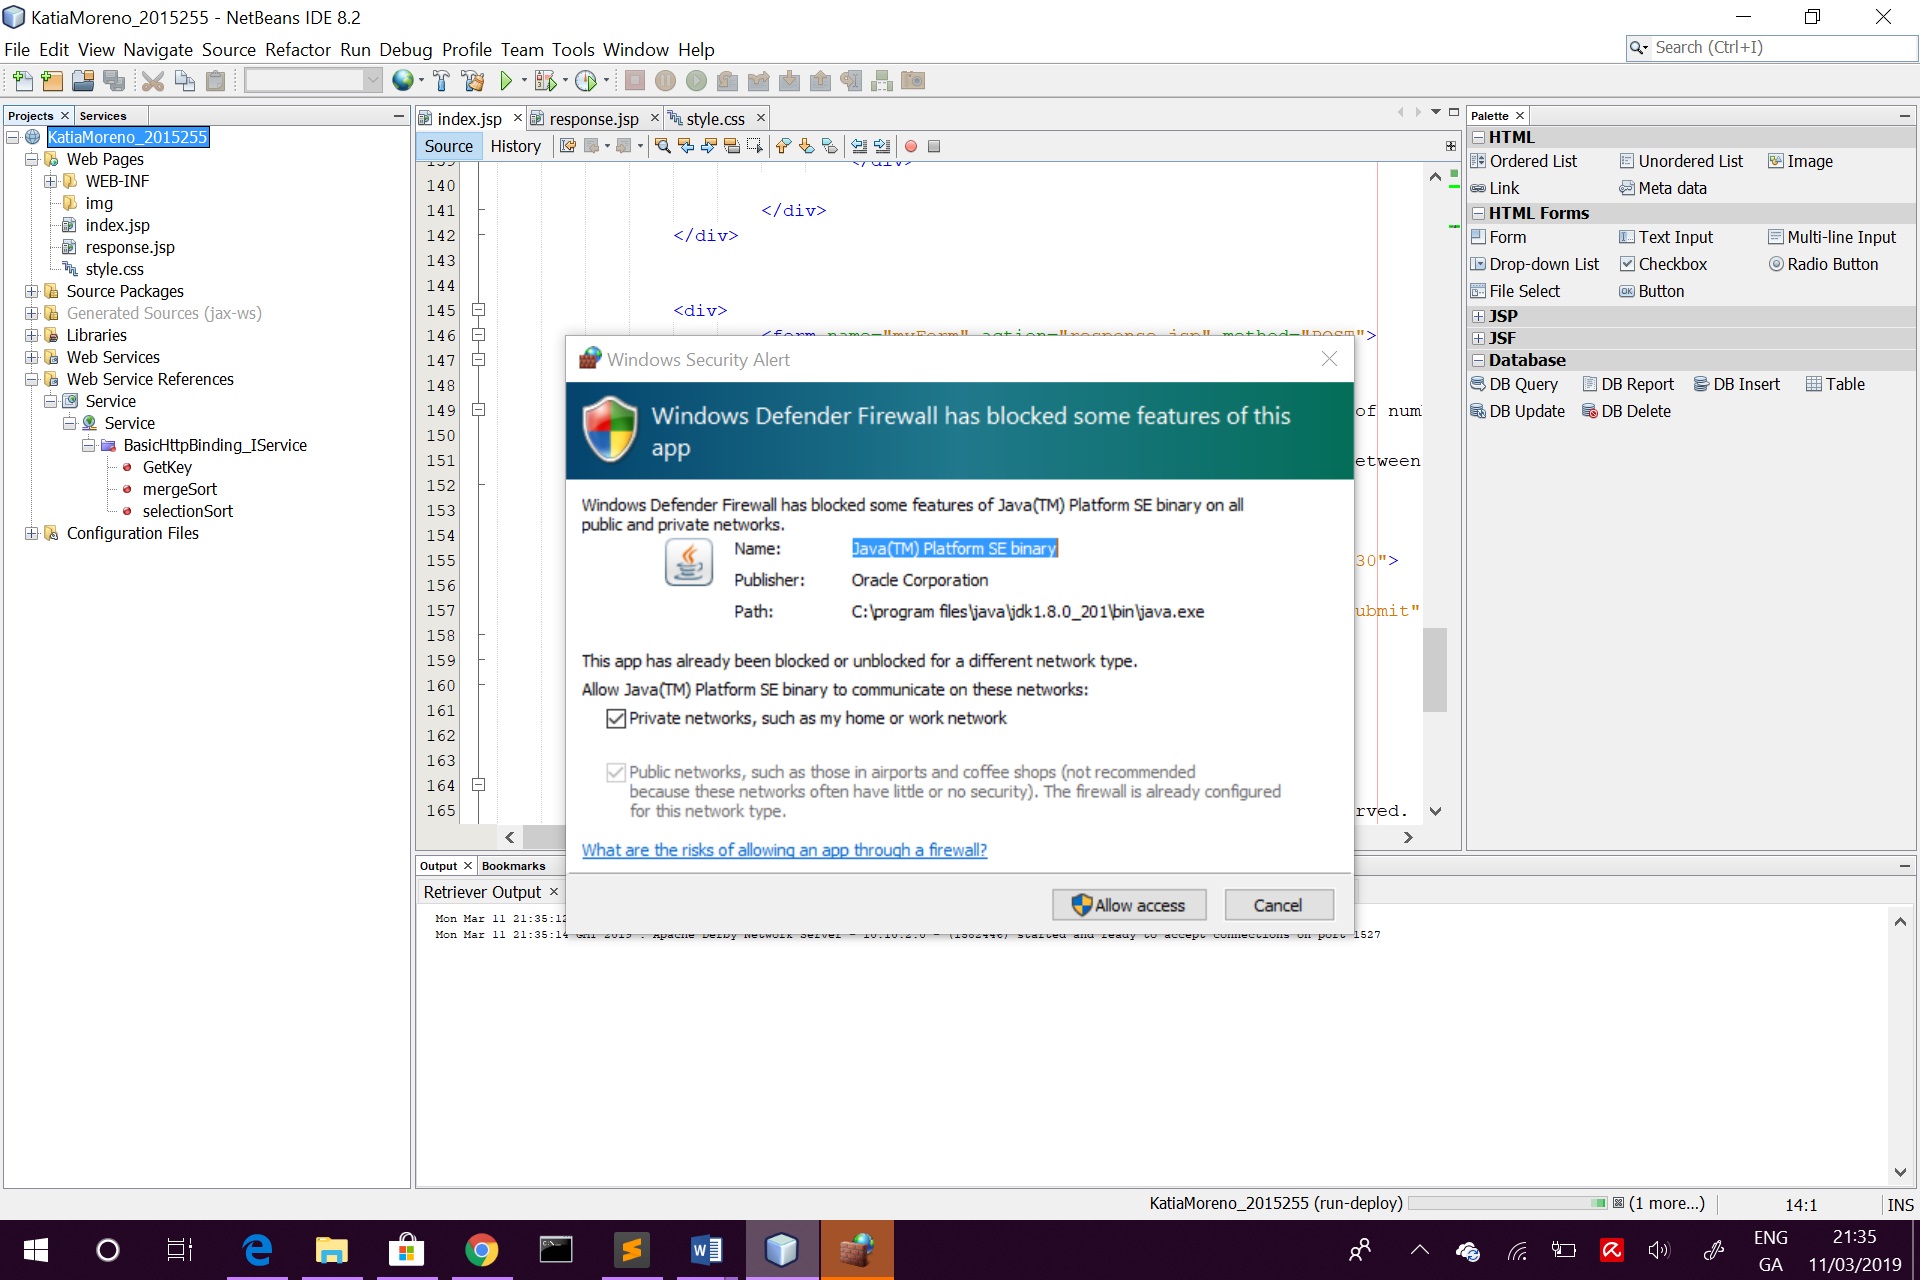 KatiaMoreno_2015255 - NetBeans IDE 8.2
File Edit View Navigate Source Refactor Run Debug Profile Team Tools Window Help
Search (Ctrl+I)
Projects
Services
KatiaMoreno_2015255
Web Pages
WEB-INF
img
index.jsp
response.jsp
style.css
Source Packages
Generated Sources (jax-ws)
Libraries
Web Services
Web Service References
Service
Service
BasicHttpBinding_IService
GetKey
mergeSort
selectionSort
Configuration Files
index.jsp
response.jsp
style.css
Source
History
139 </div>
140
141 </div>
142 </div>
143
144
145 <div>
146 <form name="myForm" action="response.jsp" method="POST">
147
148
149 of num
150
151 etween
152
153
154
155 30">
156
157 ubmit"
158
159
160
161
162
163
164
165 rved.
Windows Security Alert
Windows Defender Firewall has blocked some features of this
app
Windows Defender Firewall has blocked some features of Java(TM) Platform SE binary on all
public and private networks.
Name: Java(TM) Platform SE binary
Publisher: Oracle Corporation
Path: C:\program files\java\jdk1.8.0_201\bin\java.exe
This app has already been blocked or unblocked for a different network type.
Allow Java(TM) Platform SE binary to communicate on these networks:
Private networks, such as my home or work network
Public networks, such as those in airports and coffee shops (not recommended
because these networks often have little or no security). The firewall is already configured
for this network type.
What are the risks of allowing an app through a firewall?
Allow access
Cancel
Palette
HTML
Ordered List Unordered List Image
Link Meta data
HTML Forms
Form Text Input Multi-line Input
Drop-down List Checkbox Radio Button
File Select Button
JSP
JSF
Database
DB Query DB Report DB Insert Table
DB Update DB Delete
Output
Bookmarks
Retriever Output
Mon Mar 11 21:35:12
Mon Mar 11 21:35:14 GMT 2019 : Apache Derby Network Server - 10.10.2.0 - (1582446) started and ready to accept connections on port 1527
KatiaMoreno_2015255 (run-deploy)
(1 more...)
14:1
INS
ENG
GA
21:35
11/03/2019